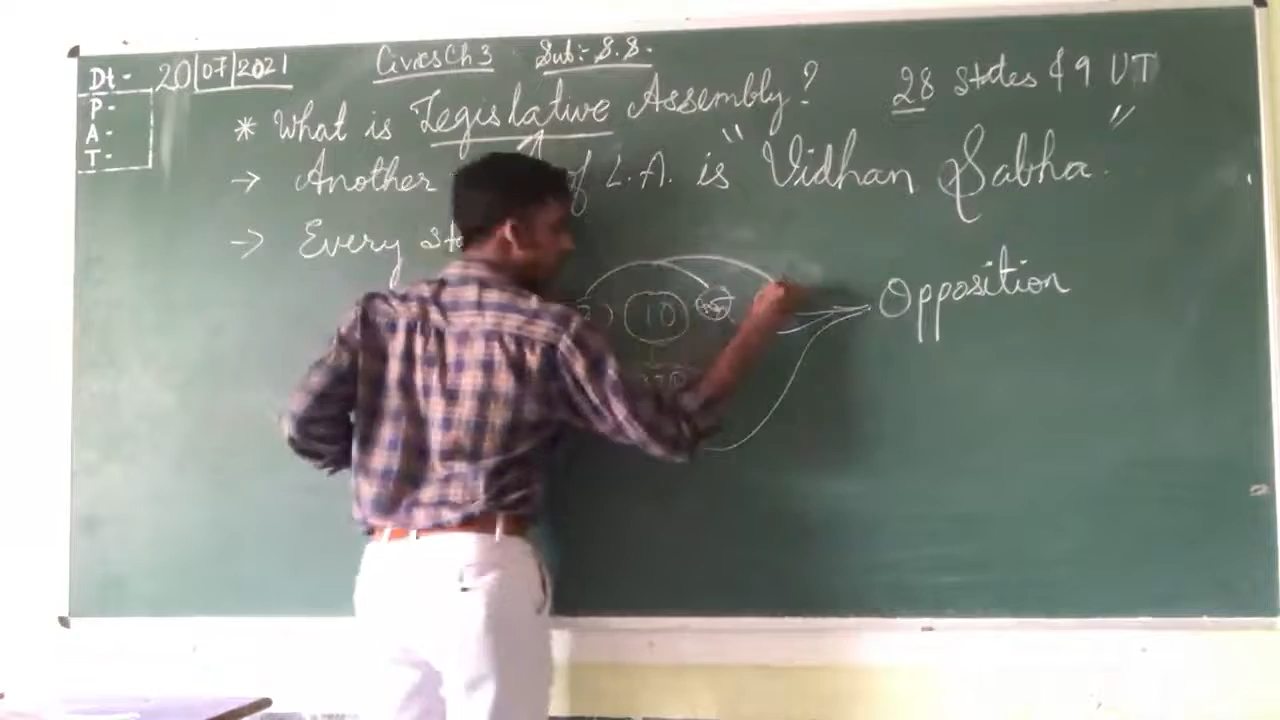 Dt - 20/07/2021 Civics Ch 3 Sub:- S.S.
P -
A -
T -
28 States & 9 UT
* What is Legislative Assembly?
→ Another of L.A. is "Vidhan Sabha."
→ Every
10
Opposition